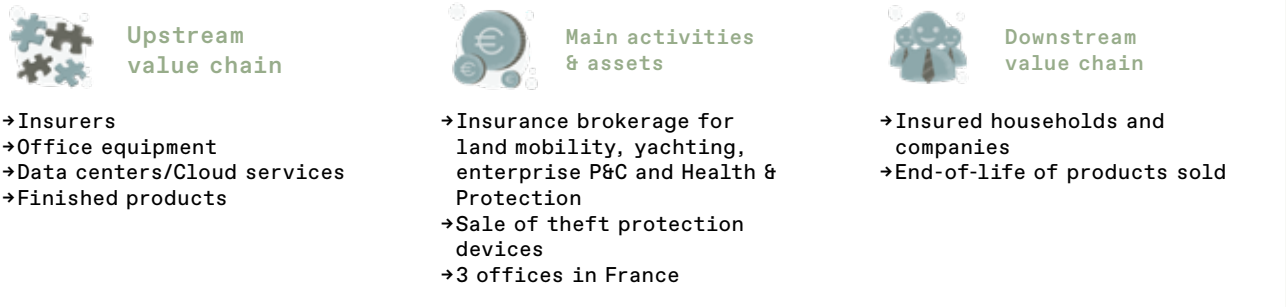 Upstream
value chain
→Insurers
→Office equipment
→Data centers/Cloud services
→Finished products
Main activities
& assets
→Insurance brokerage for
land mobility, yachting,
enterprise P&C and Health &
Protection
→Sale of theft protection
devices
→3 offices in France
Downstream
value chain
→Insured households and
companies
→End-of-life of products sold